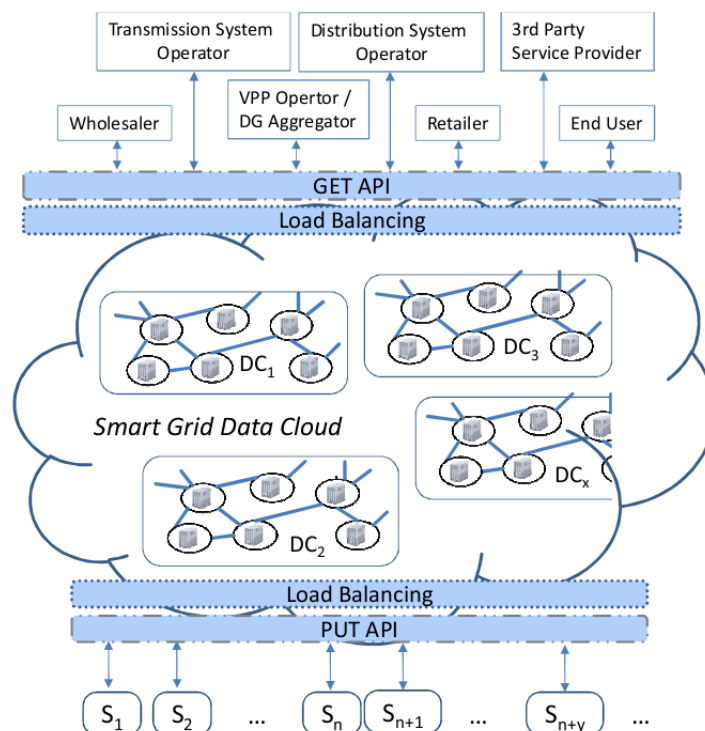 Transmission System
Operator
Distribution System
Operator
3rd Party
Service Provider
VPP Opertor /
DG Aggregator
Wholesaler
Retailer
End User
GET API
Load Balancing
DC1
DC3
Smart Grid Data Cloud
DCx
DC2
Load Balancing
PUT API
S1 S2 ... Sn Sn+1 ... Sn+y ...